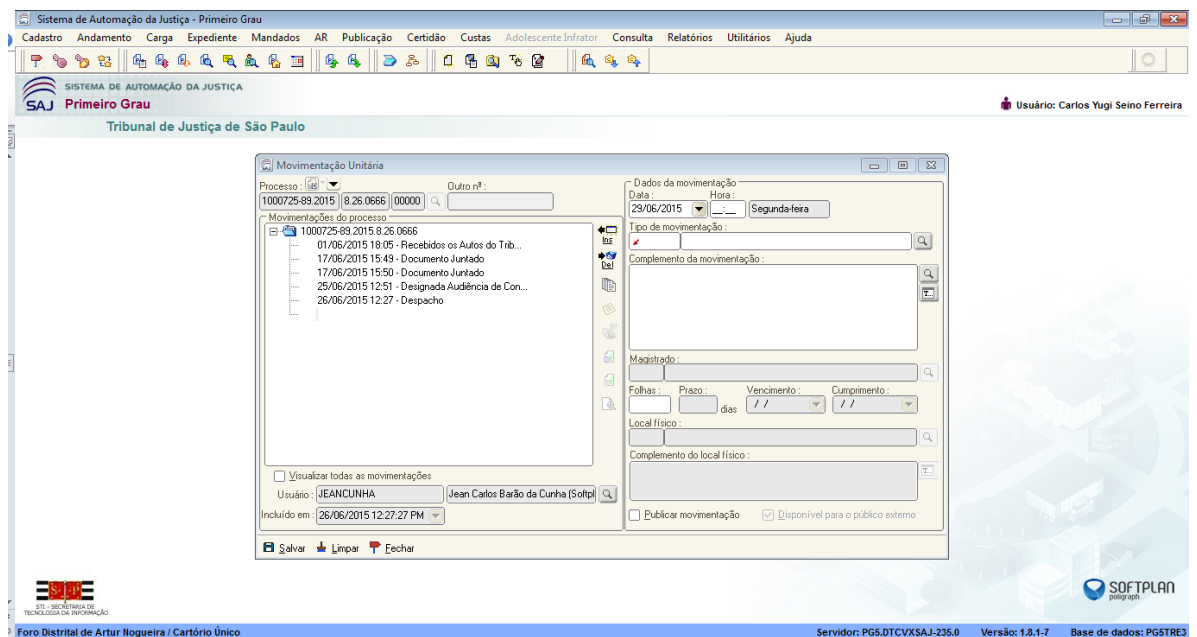 Sistema de Automação da Justiça - Primeiro Grau
Cadastro Andamento Carga Expediente Mandados AR Publicação Certidão Custas Adolescente Infrator Consulta Relatórios Utilitários Ajuda
SISTEMA DE AUTOMAÇÃO DA JUSTIÇA
SAJ Primeiro Grau
Usuário: Carlos Yugi Seino Ferreira
Tribunal de Justiça de São Paulo
Movimentação Unitária
Processo : Outro nº :
1000725-89.2015 8.26.0666 00000
Movimentações do processo
1000725-89.2015.8.26.0666
01/06/2015 18:05 - Recebidos os Autos do Trib...
17/06/2015 15:49 - Documento Juntado
17/06/2015 15:50 - Documento Juntado
25/06/2015 12:51 - Designada Audiência de Con...
26/06/2015 12:27 - Despacho
Ins
Del
Visualizar todas as movimentações
Usuário : JEANCUNHA Jean Carlos Barão da Cunha (Softpl
Incluído em : 26/06/2015 12:27:27 PM
Dados da movimentação
Data : Hora :
29/06/2015 __:__ Segunda-feira
Tipo de movimentação :
Complemento da movimentação :
T...
Magistrado :
Folhas : Prazo : Vencimento : Cumprimento :
dias / / / /
Local físico :
Complemento do local físico :
T...
Publicar movimentação Disponível para o público externo
Salvar Limpar Fechar
STI - SECRETARIA DE
TECNOLOGIA DA INFORMAÇÃO
SOFTPLAN
poligraph
Foro Distrital de Artur Nogueira / Cartório Único Servidor: PG5.DTCVXSAJ-235.0 Versão: 1.8.1-7 Base de dados: PG5TRE3